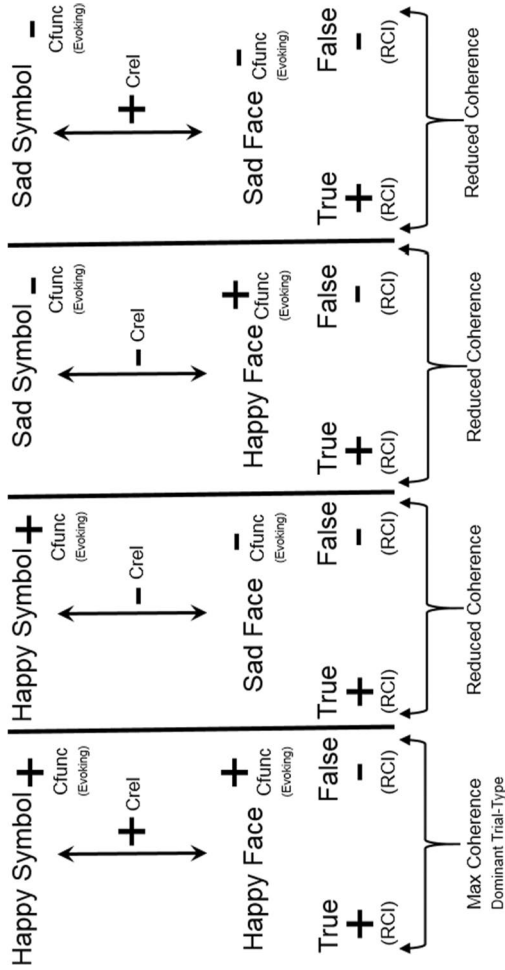 Happy Symbol +
Cfunc
(Evoking)
+ Crel
Happy Face +
Cfunc
(Evoking)
True False
+ -
(RCI) (RCI)
Max Coherence
Dominant Trial-Type
Happy Symbol +
Cfunc
(Evoking)
- Crel
Sad Face -
Cfunc
(Evoking)
True False
+ -
(RCI) (RCI)
Reduced Coherence
Sad Symbol -
Cfunc
(Evoking)
- Crel
Happy Face +
Cfunc
(Evoking)
True False
+ -
(RCI) (RCI)
Reduced Coherence
Sad Symbol -
Cfunc
(Evoking)
+ Crel
Sad Face -
Cfunc
(Evoking)
True False
+ -
(RCI) (RCI)
Reduced Coherence